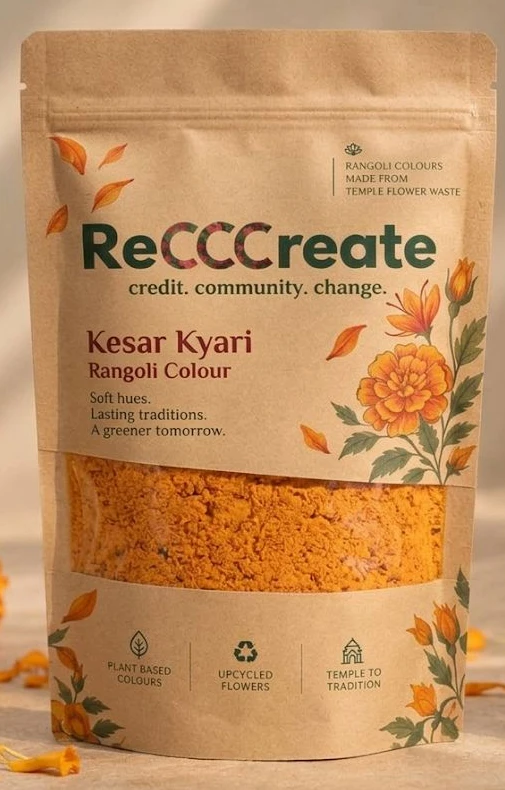 RANGOLI COLOURS
MADE FROM
TEMPLE FLOWER WASTE
ReCCCreate
credit. community. change.
Kesar Kyari
Rangoli Colour
Soft hues.
Lasting traditions.
A greener tomorrow.
PLANT BASED
COLOURS
UPCYCLED
FLOWERS
TEMPLE TO
TRADITION